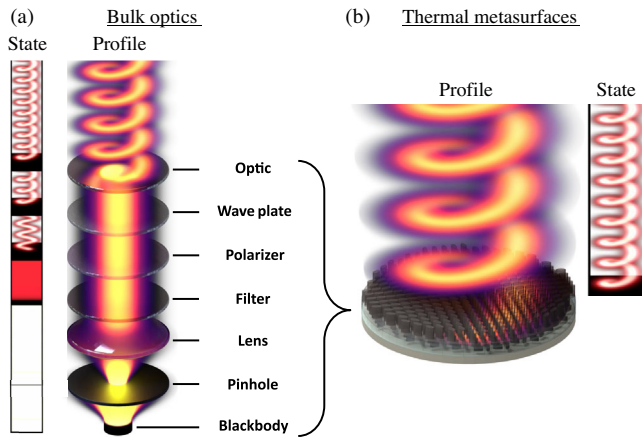 (a) Bulk optics
State Profile
Optic
Wave plate
Polarizer
Filter
Lens
Pinhole
Blackbody
(b) Thermal metasurfaces
Profile State